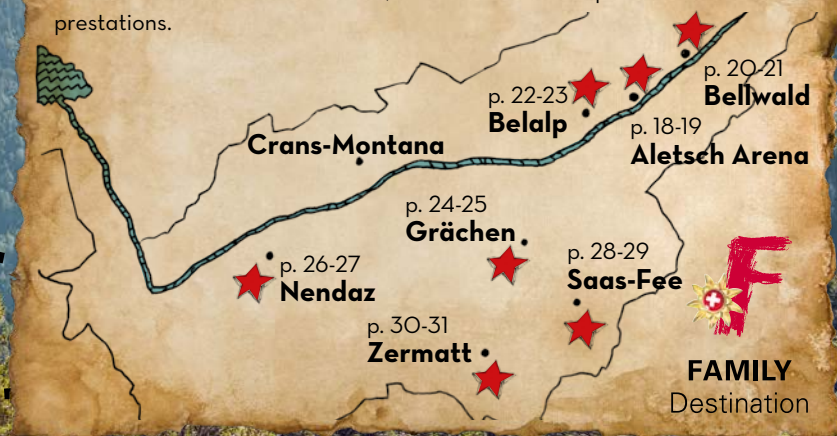 prestations.
p. 20-21
Bellwald
p. 22-23
Belalp
p. 18-19
Aletsch Arena
Crans-Montana
p. 24-25
Grächen
p. 28-29
Saas-Fee
p. 26-27
Nendaz
p. 30-31
Zermatt
F
FAMILY
Destination